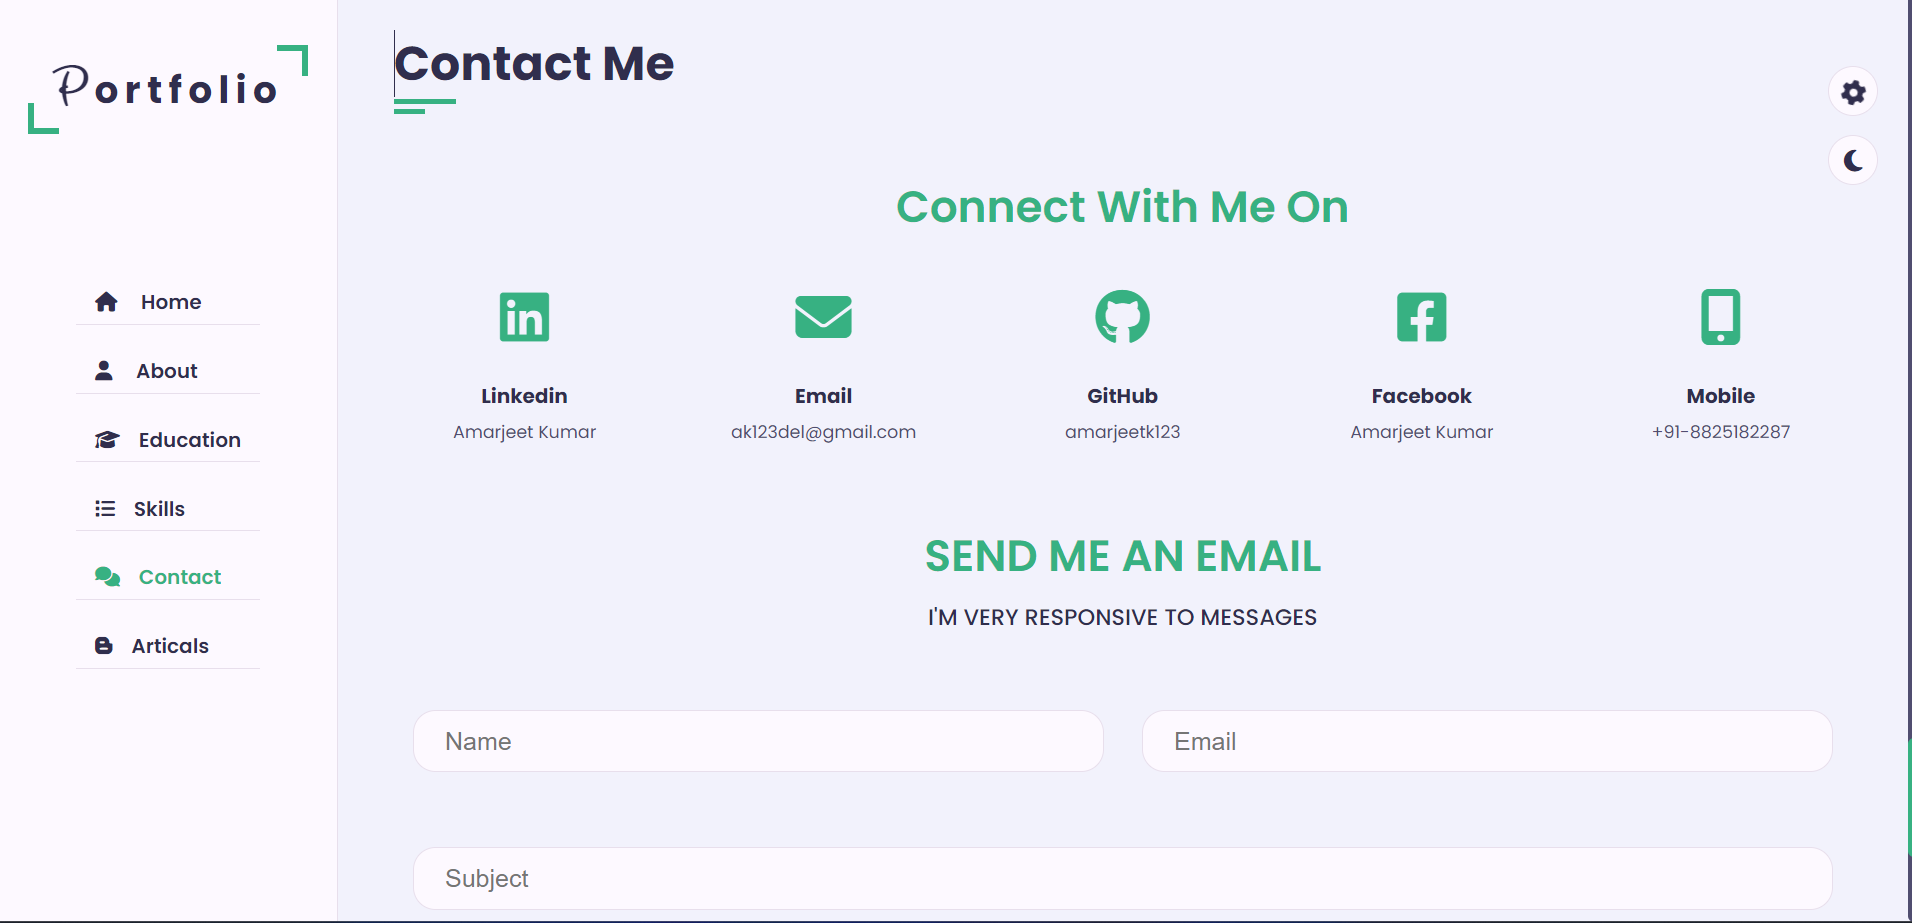 Portfolio
Home
About
Education
Skills
Contact
Articals
Contact Me
Connect With Me On
Linkedin
Amarjeet Kumar
Email
ak123del@gmail.com
GitHub
amarjeetk123
Facebook
Amarjeet Kumar
Mobile
+91-8825182287
SEND ME AN EMAIL
I'M VERY RESPONSIVE TO MESSAGES
Name
Email
Subject